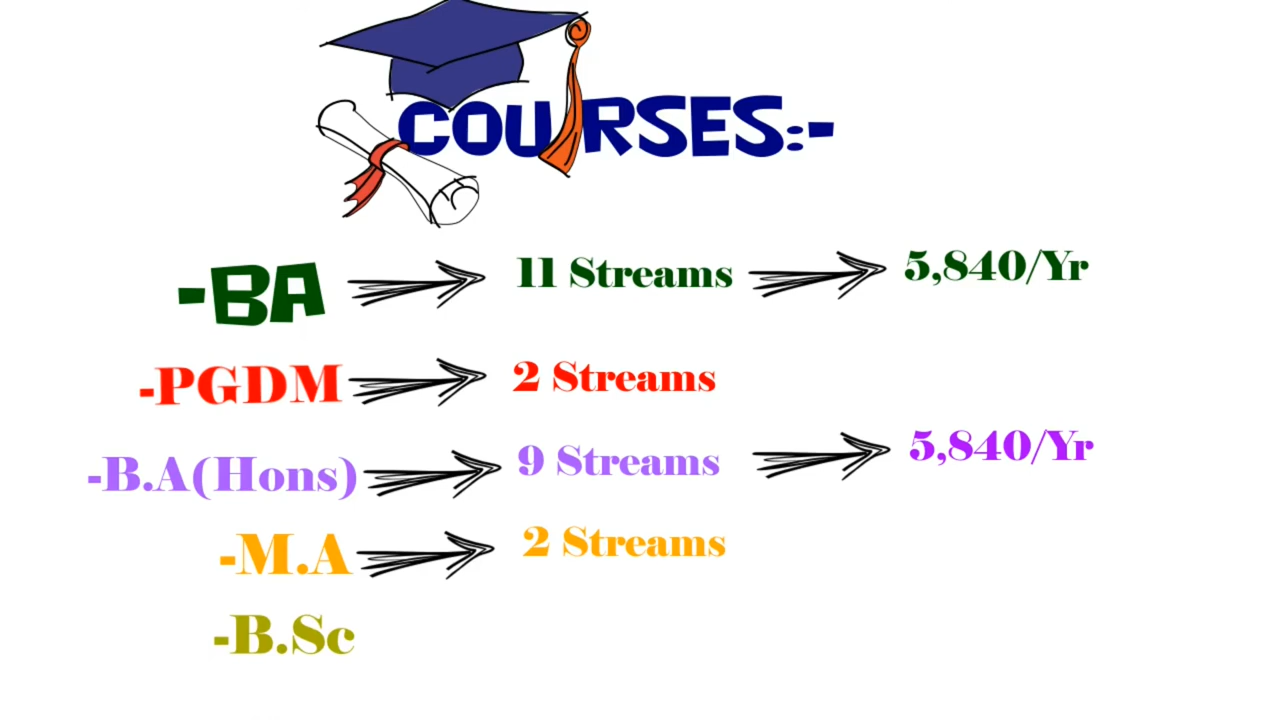 COURSES:-
-BA 11 Streams 5,840/Yr
-PGDM 2 Streams
-B.A(Hons) 9 Streams 5,840/Yr
-M.A 2 Streams
-B.Sc